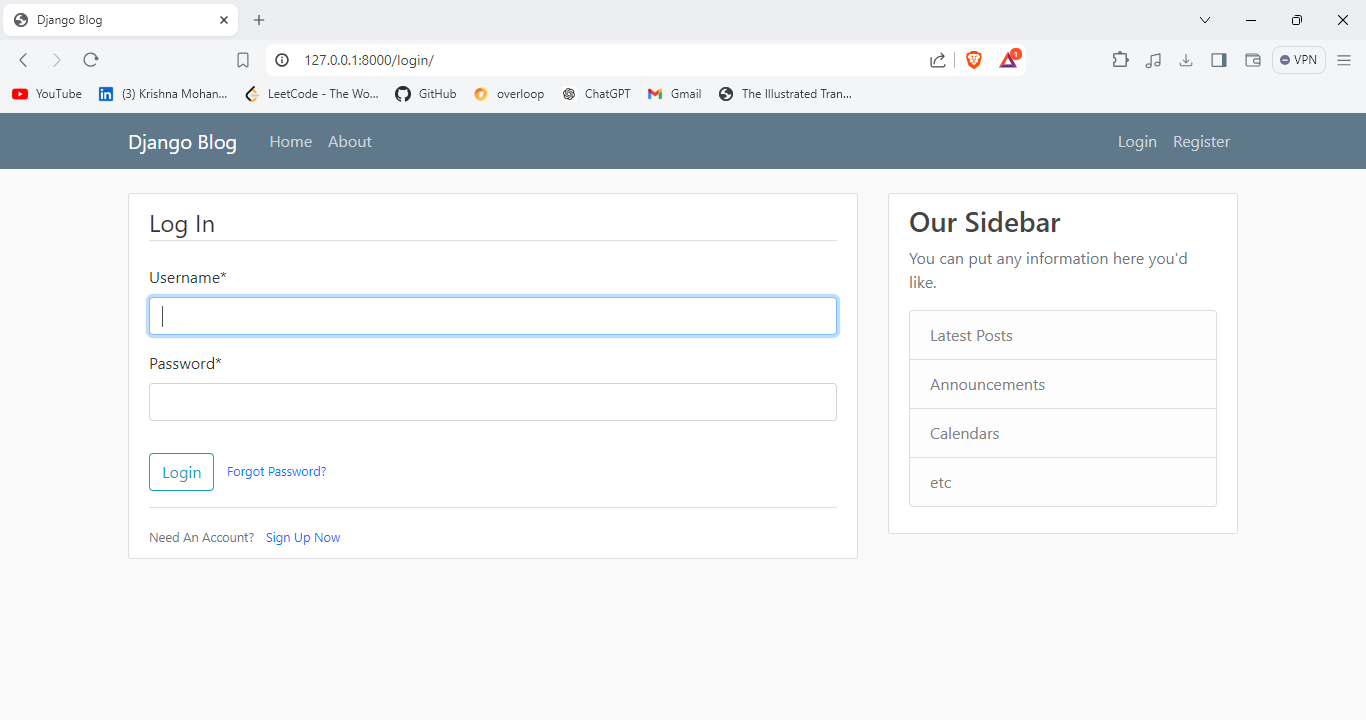 Django Blog
127.0.0.1:8000/login/
1
VPN
YouTube (3) Krishna Mohan... LeetCode - The Wo... GitHub overloop ChatGPT Gmail The Illustrated Tran...
Django Blog Home About Login Register
Log In
Username*
Password*
Login Forgot Password?
Need An Account? Sign Up Now
Our Sidebar
You can put any information here you'd
like.
Latest Posts
Announcements
Calendars
etc